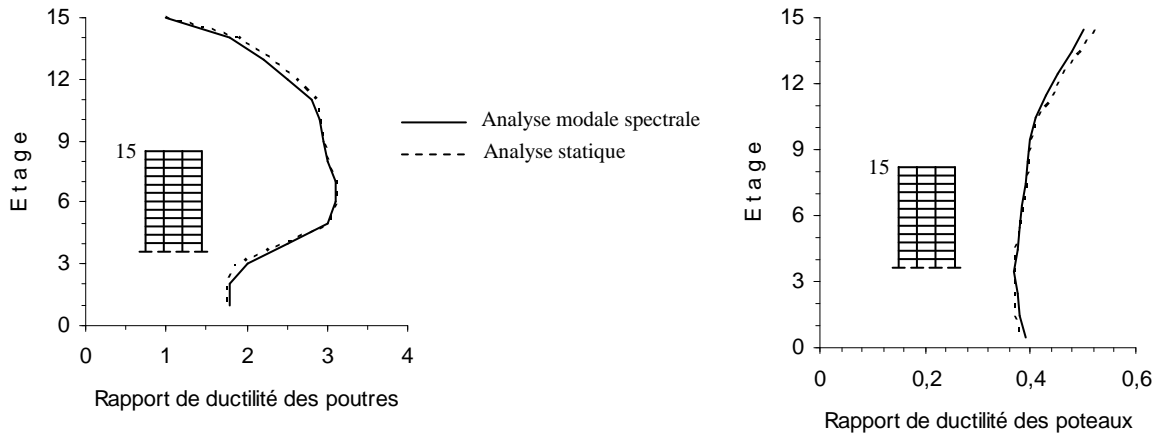 15
12
9
6
3
0
Etage
15
0 1 2 3 4
Rapport de ductilité des poutres
Analyse modale spectrale
Analyse statique
15
12
9
6
3
0
Etage
15
0 0,2 0,4 0,6
Rapport de ductilité des poteaux